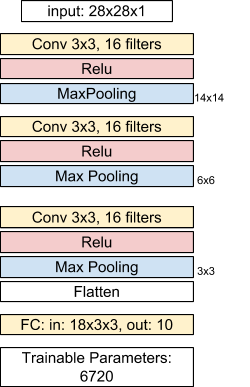 input: 28x28x1
Conv 3x3, 16 filters
Relu
MaxPooling
14x14
Conv 3x3, 16 filters
Relu
Max Pooling
6x6
Conv 3x3, 16 filters
Relu
Max Pooling
3x3
Flatten
FC: in: 18x3x3, out: 10
Trainable Parameters:
6720